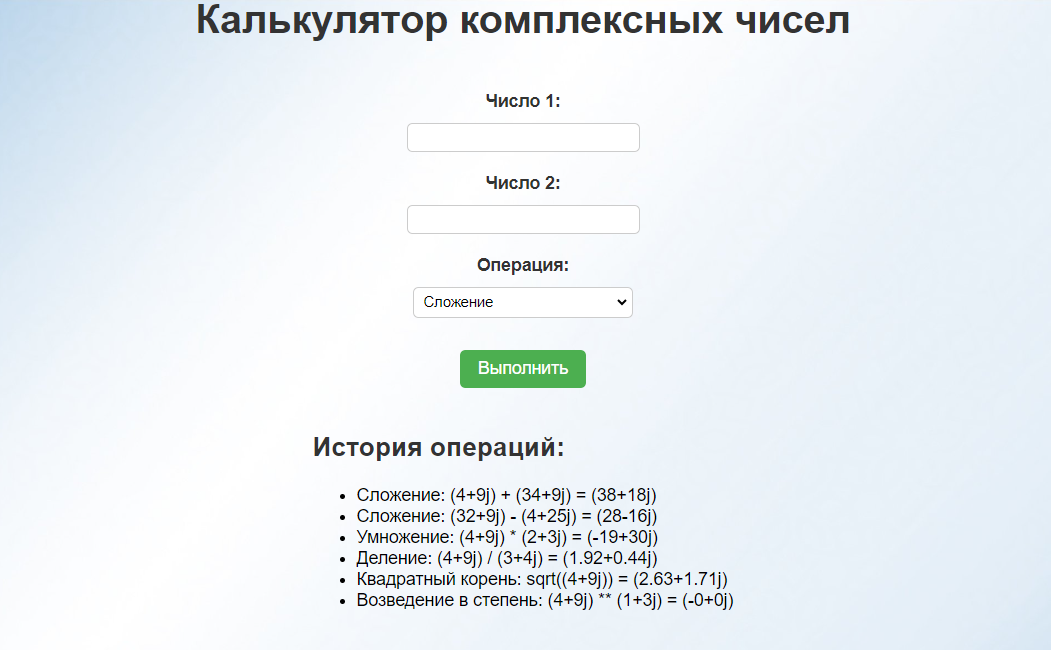 Калькулятор комплексных чисел
Число 1:
Число 2:
Операция:
Сложение
Выполнить
История операций:
• Сложение: (4+9j) + (34+9j) = (38+18j)
• Сложение: (32+9j) - (4+25j) = (28-16j)
• Умножение: (4+9j) * (2+3j) = (-19+30j)
• Деление: (4+9j) / (3+4j) = (1.92+0.44j)
• Квадратный корень: sqrt((4+9j)) = (2.63+1.71j)
• Возведение в степень: (4+9j) ** (1+3j) = (-0+0j)